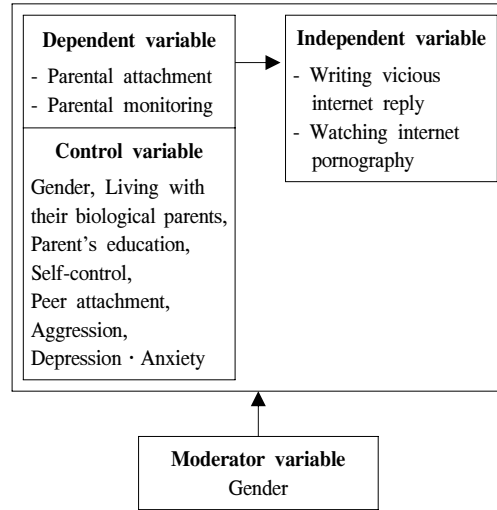 Dependent variable
- Parental attachment
- Parental monitoring
Control variable
Gender, Living with
their biological parents,
Parent's education,
Self-control,
Peer attachment,
Aggression,
Depression · Anxiety
Independent variable
- Writing vicious
internet reply
- Watching internet
pornography
Moderator variable
Gender